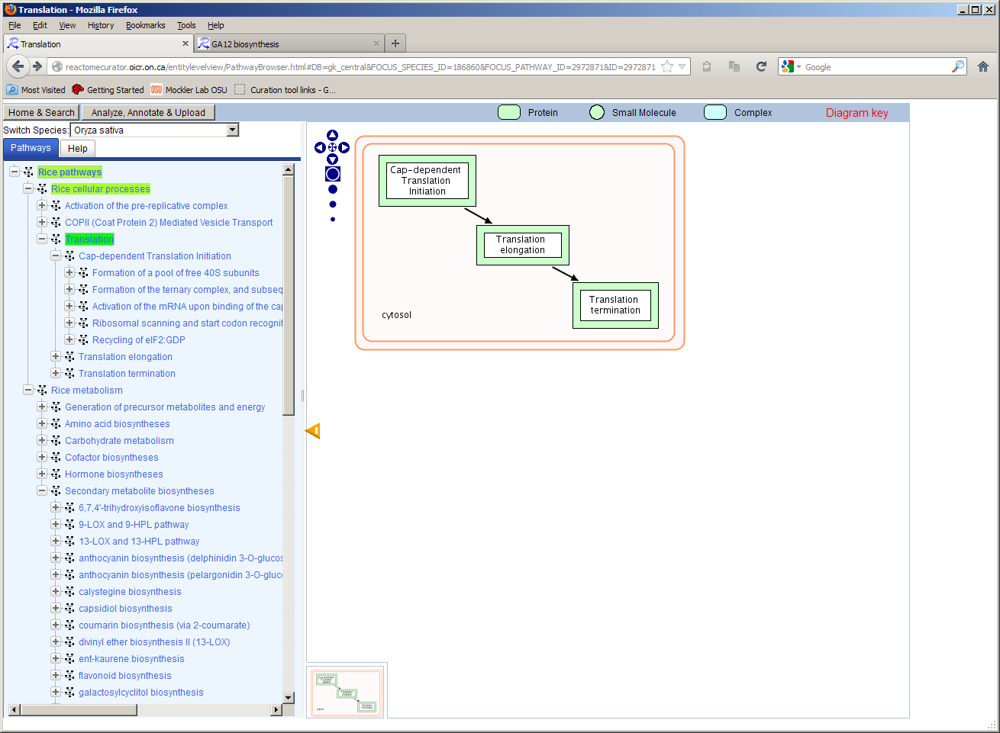 Translation - Mozilla Firefox
File Edit View History Bookmarks Tools Help
Translation
GA12 biosynthesis
reactomecurator.oicr.on.ca/entitylevelview/PathwayBrowser.html#DB=gk_central&FOCUS_SPECIES_ID=186860&FOCUS_PATHWAY_ID=2972871&ID=2972871
Google
Most Visited Getting Started OSU Mockler Lab OSU Curation tool links - G...
Home & Search Analyze, Annotate & Upload
Protein Small Molecule Complex Diagram key
Switch Species: Oryza sativa
Pathways Help
Rice pathways
Rice cellular processes
Activation of the pre-replicative complex
COPII (Coat Protein 2) Mediated Vesicle Transport
Translation
Cap-dependent Translation Initiation
Formation of a pool of free 40S subunits
Formation of the ternary complex, and subseq
Activation of the mRNA upon binding of the cap
Ribosomal scanning and start codon recognit
Recycling of eIF2:GDP
Translation elongation
Translation termination
Rice metabolism
Generation of precursor metabolites and energy
Amino acid biosyntheses
Carbohydrate metabolism
Cofactor biosyntheses
Hormone biosyntheses
Secondary metabolite biosyntheses
6,7,4'-trihydroxyisoflavone biosynthesis
9-LOX and 9-HPL pathway
13-LOX and 13-HPL pathway
anthocyanin biosynthesis (delphinidin 3-O-glucos
anthocyanin biosynthesis (pelargonidin 3-O-gluco
calystegine biosynthesis
capsidiol biosynthesis
coumarin biosynthesis (via 2-coumarate)
divinyl ether biosynthesis II (13-LOX)
ent-kaurene biosynthesis
flavonoid biosynthesis
galactosylcyclitol biosynthesis
Cap-dependent
Translation
Initiation
Translation
elongation
Translation
termination
cytosol